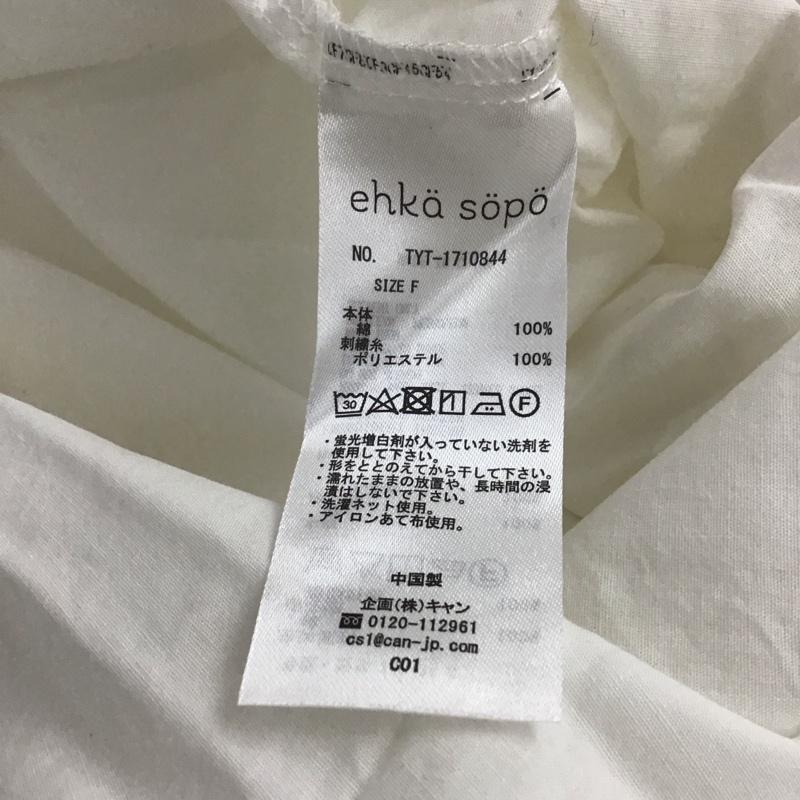 ehkä söpö
NO. TYT-1710844
SIZE F
本体
綿 100%
刺繍糸
ポリエステル 100%
30
F
・蛍光増白剤が入っていない洗剤を
使用して下さい。
・形をととのえてから干して下さい。
・濡れたままの放置や、長時間の浸
漬はしないで下さい。
・洗濯ネット使用。
・アイロンあて布使用。
中国製
企画(株)キャン
0120-112961
cs1@can-jp.com
C01